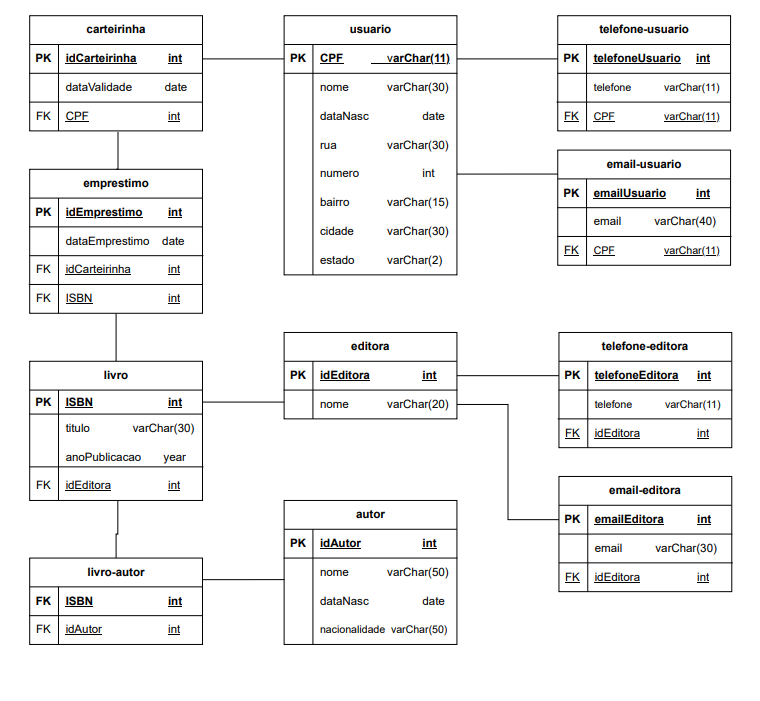 carteirinha
PK idCarteirinha int
dataValidade date
FK CPF int
usuario
PK CPF varChar(11)
nome varChar(30)
dataNasc date
rua varChar(30)
numero int
bairro varChar(15)
cidade varChar(30)
estado varChar(2)
telefone-usuario
PK telefoneUsuario int
telefone varChar(11)
FK CPF varChar(11)
email-usuario
PK emailUsuario int
email varChar(40)
FK CPF varChar(11)
emprestimo
PK idEmprestimo int
dataEmprestimo date
FK idCarteirinha int
FK ISBN int
livro
PK ISBN int
titulo varChar(30)
anoPublicacao year
FK idEditora int
editora
PK idEditora int
nome varChar(20)
telefone-editora
PK telefoneEditora int
telefone varChar(11)
FK idEditora int
email-editora
PK emailEditora int
email varChar(30)
FK idEditora int
livro-autor
FK ISBN int
FK idAutor int
autor
PK idAutor int
nome varChar(50)
dataNasc date
nacionalidade varChar(50)